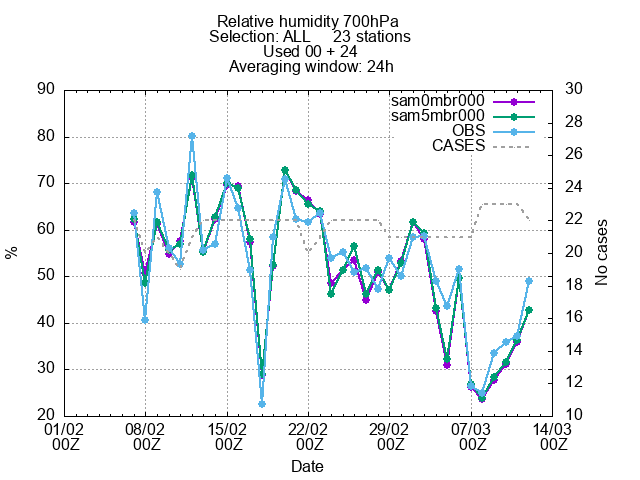 Relative humidity 700hPa
Selection: ALL 23 stations
Used 00 + 24
Averaging window: 24h
90 30
sam0mbr000
28
sam5mbr000
80 OBS
26
CASES
70 24
22
60
20
% No cases
50
18
16
40
14
30
12
20 10
01/02 08/02 15/02 22/02 29/02 07/03 14/03
00Z 00Z 00Z 00Z 00Z 00Z 00Z
Date